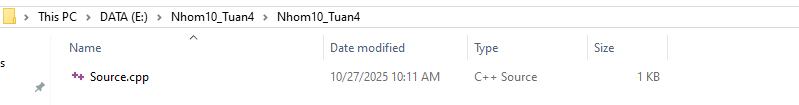 This PC > DATA (E:) > Nhom10_Tuan4 > Nhom10_Tuan4
Name Date modified Type Size
s
Source.cpp 10/27/2025 10:11 AM C++ Source 1 KB